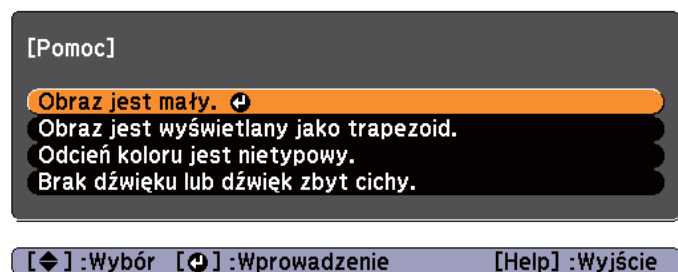 [Pomoc]
Obraz jest mały.
Obraz jest wyświetlany jako trapezoid.
Odcień koloru jest nietypowy.
Brak dźwięku lub dźwięk zbyt cichy.
[◆] :Wybór [↵] :Wprowadzenie [Help] :Wyjście